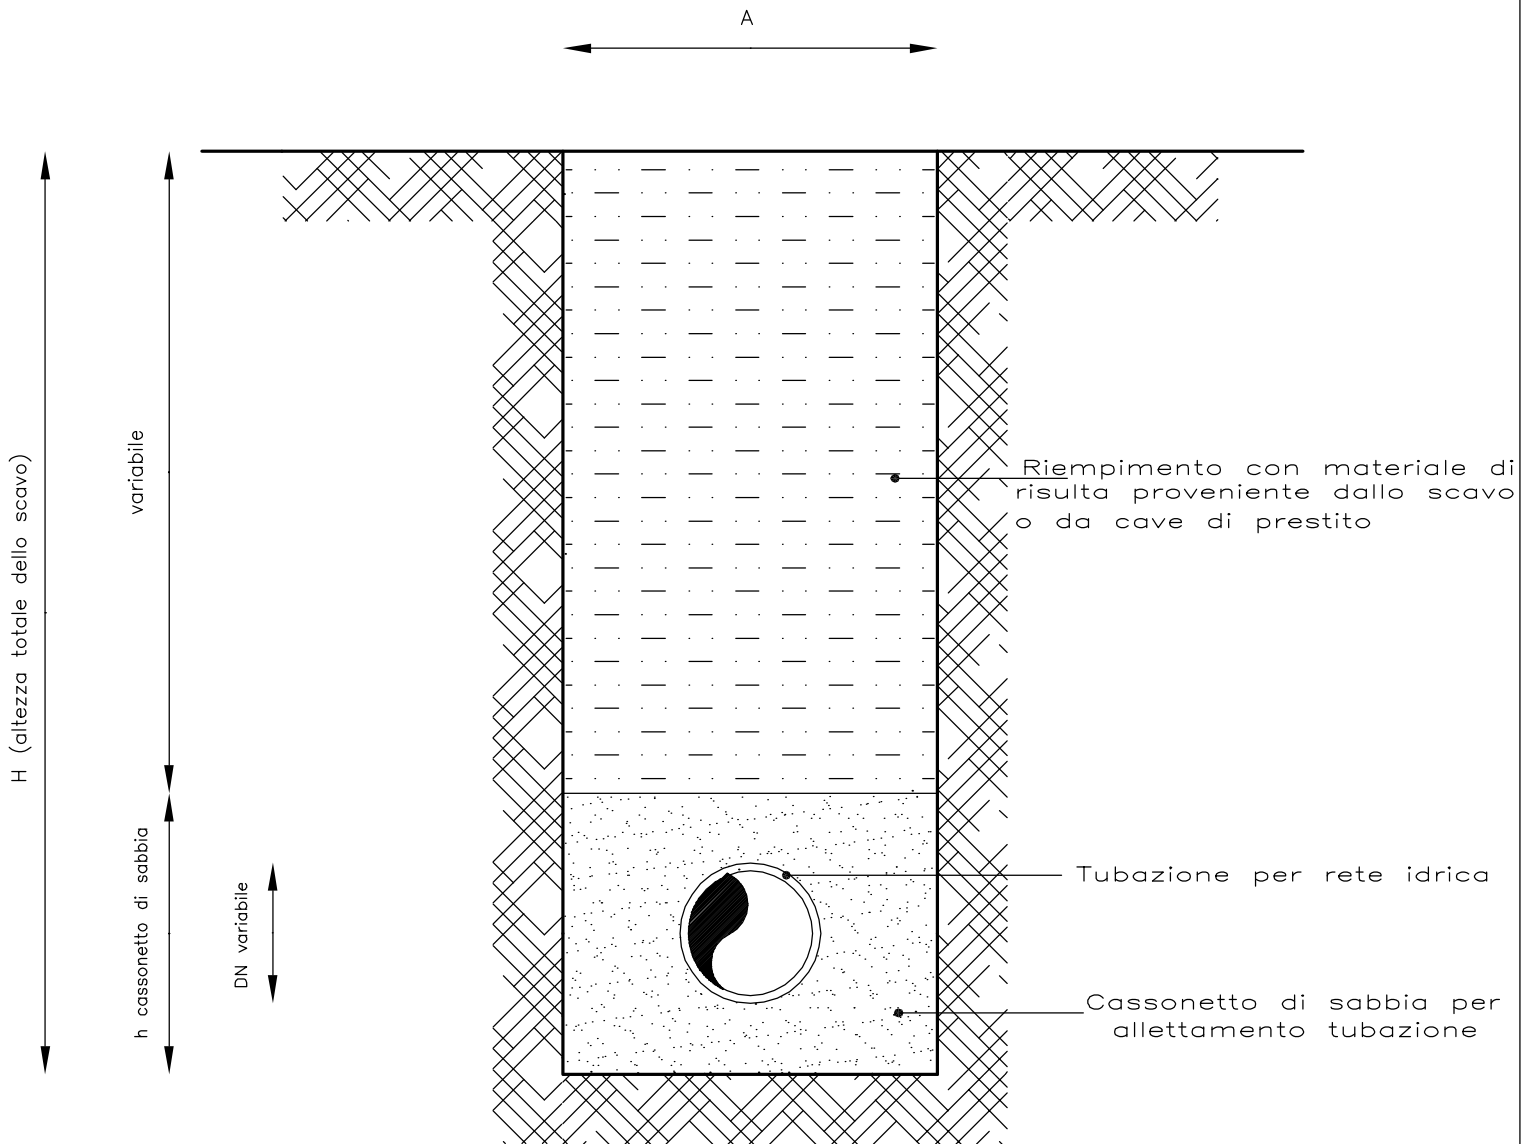 A
H (altezza totale dello scavo)
variabile
h cassonetto di sabbia
DN variabile
Riempimento con materiale di
risulta proveniente dallo scavo
o da cave di prestito
Tubazione per rete idrica
Cassonetto di sabbia per
allettamento tubazione